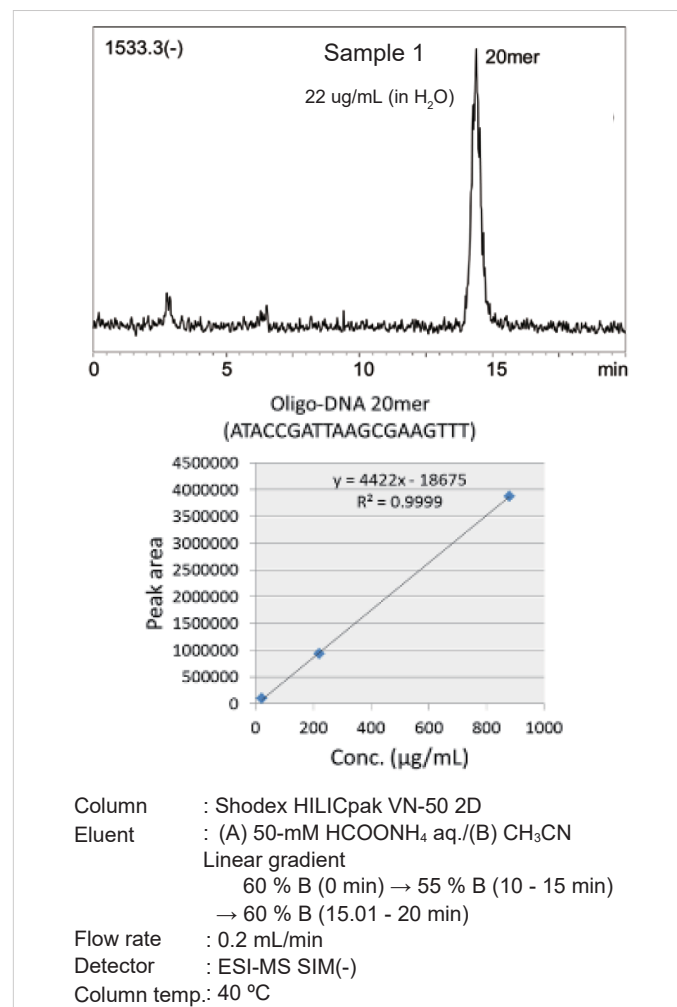 1533.3(-)
Sample 1
20mer
22 ug/mL (in H₂O)
0 5 10 15 min
Oligo-DNA 20mer
(ATACCGATTAAGCGAAGTTT)
4500000
4000000
3500000
3000000
2500000
2000000
1500000
1000000
500000
0
Peak area
y = 4422x - 18675
R² = 0.9999
0 200 400 600 800 1000
Conc. (µg/mL)
Column : Shodex HILICpak VN-50 2D
Eluent : (A) 50-mM HCOONH₄ aq./(B) CH₃CN
Linear gradient
60 % B (0 min) → 55 % B (10 - 15 min)
→ 60 % B (15.01 - 20 min)
Flow rate : 0.2 mL/min
Detector : ESI-MS SIM(-)
Column temp.: 40 ºC